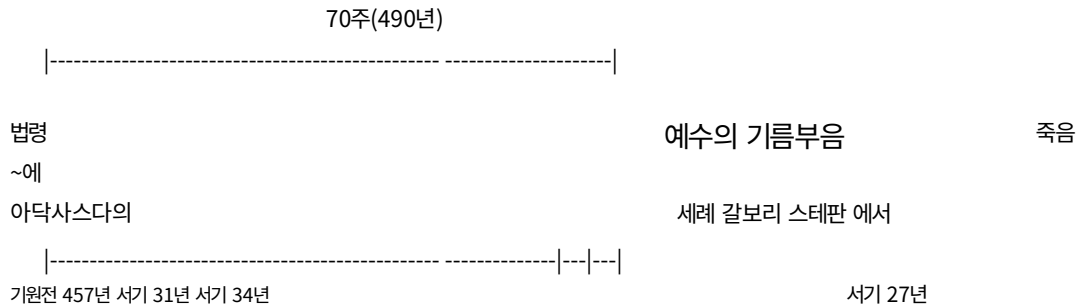 70주(490년)
|------------------------------------------------- ---------------------|
법령 예수의 기름부음 죽음
~에
아닥사스다의 세례 갈보리 스테판 에서
|------------------------------------------------- --------------|---|---|
기원전 457년 서기 31년 서기 34년 서기 27년